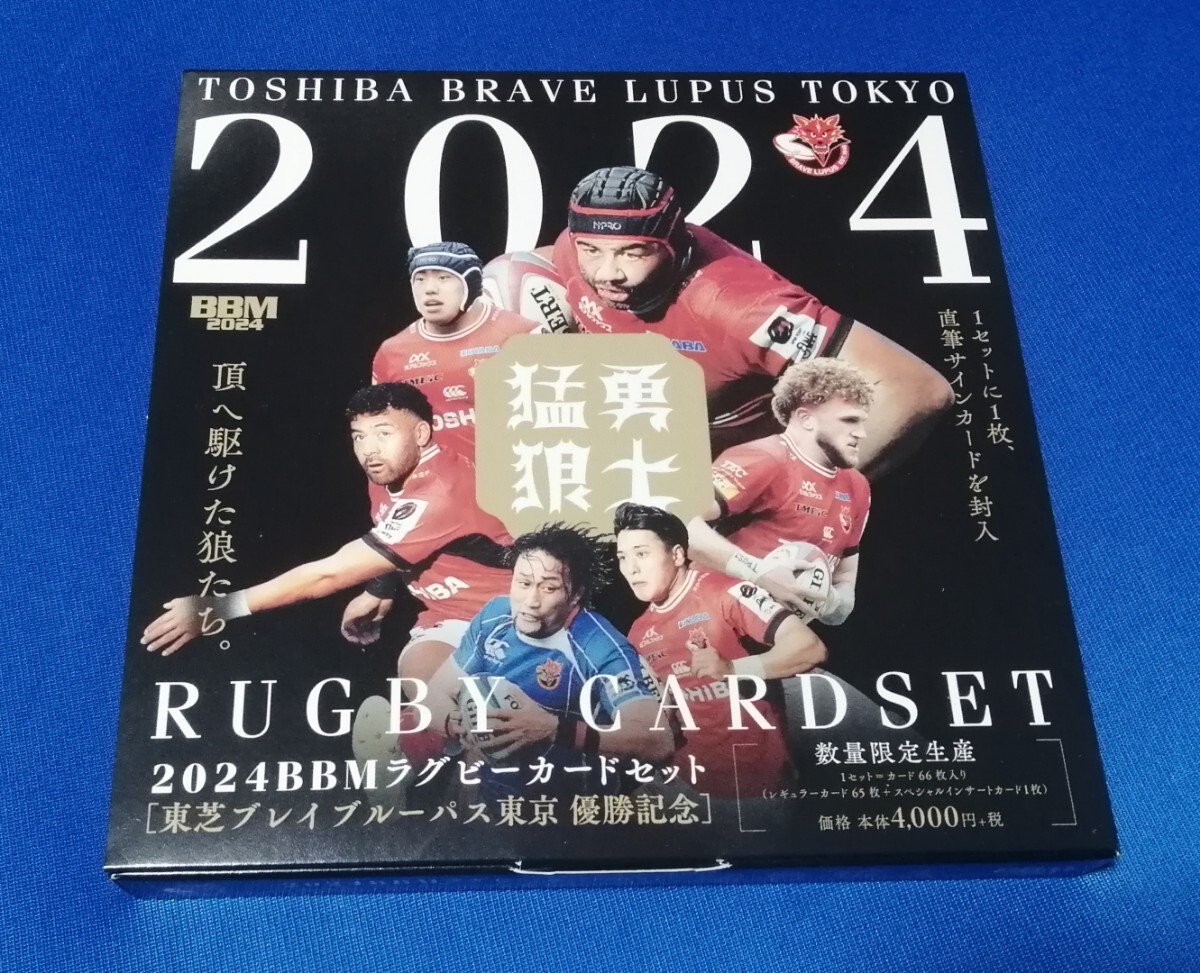 TOSHIBA BRAVE LUPUS TOKYO
2024
BRAVE LUPUS
BBM
2024
1セットに1枚、
直筆サインカードを封入
頂へ駆けた狼たち。
NPRO
勇士
猛狼
RUGBY CARDSET
2024BBMラグビーカードセット
[東芝ブレイブルーパス東京 優勝記念]
数量限定生産
1セット=カード66枚入り
(レギュラーカード65枚+スペシャルインサートカード1枚)
価格 本体4,000円+税